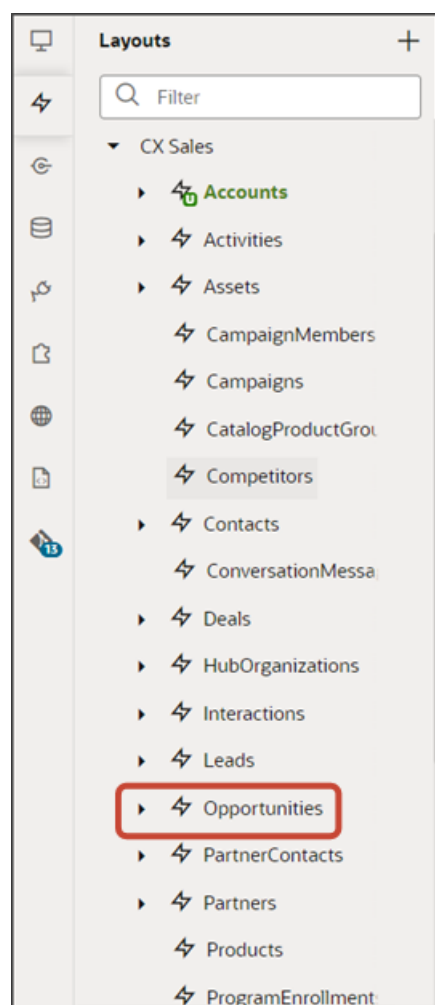 Layouts
Filter
CX Sales
Accounts
Activities
Assets
CampaignMembers
Campaigns
CatalogProductGrou
Competitors
Contacts
ConversationMessa
13
Deals
HubOrganizations
Interactions
Leads
Opportunities
PartnerContacts
Partners
Products
ProgramEnrollment